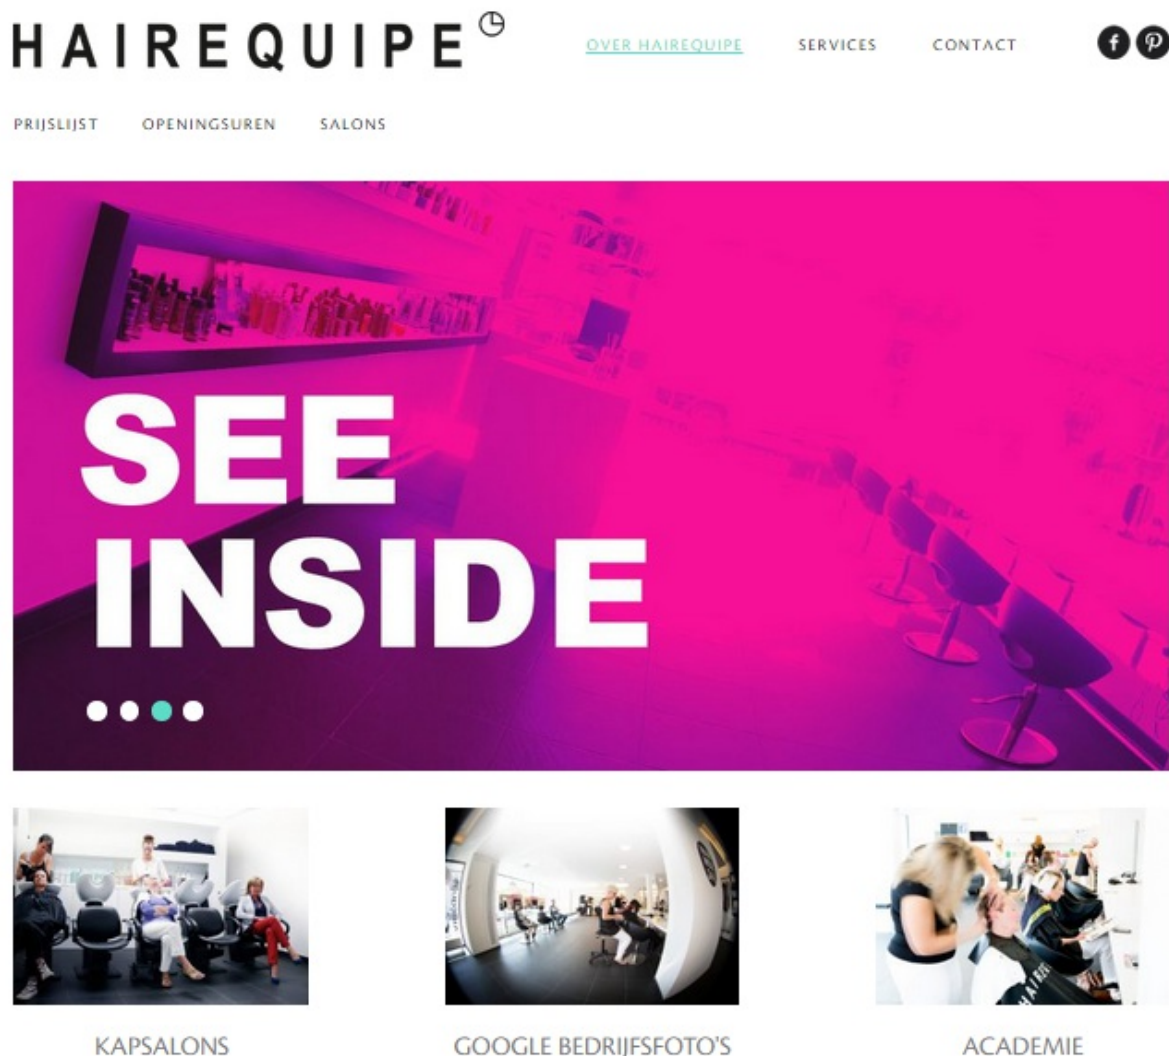 HAIREQUIPE
OVER HAIREQUIPE SERVICES CONTACT
PRIJSLIJST OPENINGSUREN SALONS
SEE
INSIDE
KAPSALONS GOOGLE BEDRIJFSFOTO'S ACADEMIE